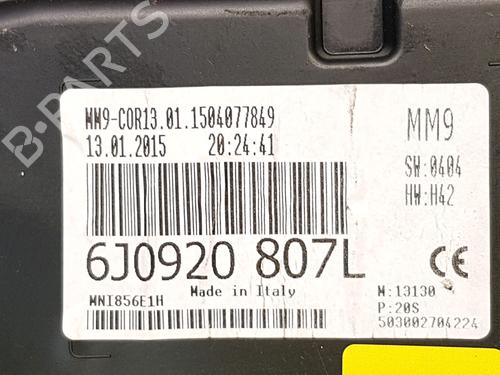 B-PARTS
MM9-COR13.01.1504077849
13.01.2015 20:24:41
MM9
SW:0404
HW:H42
6J0920 807L
CE
Made in Italy
MNI856E1H
M:13130
P:20S
503002704224